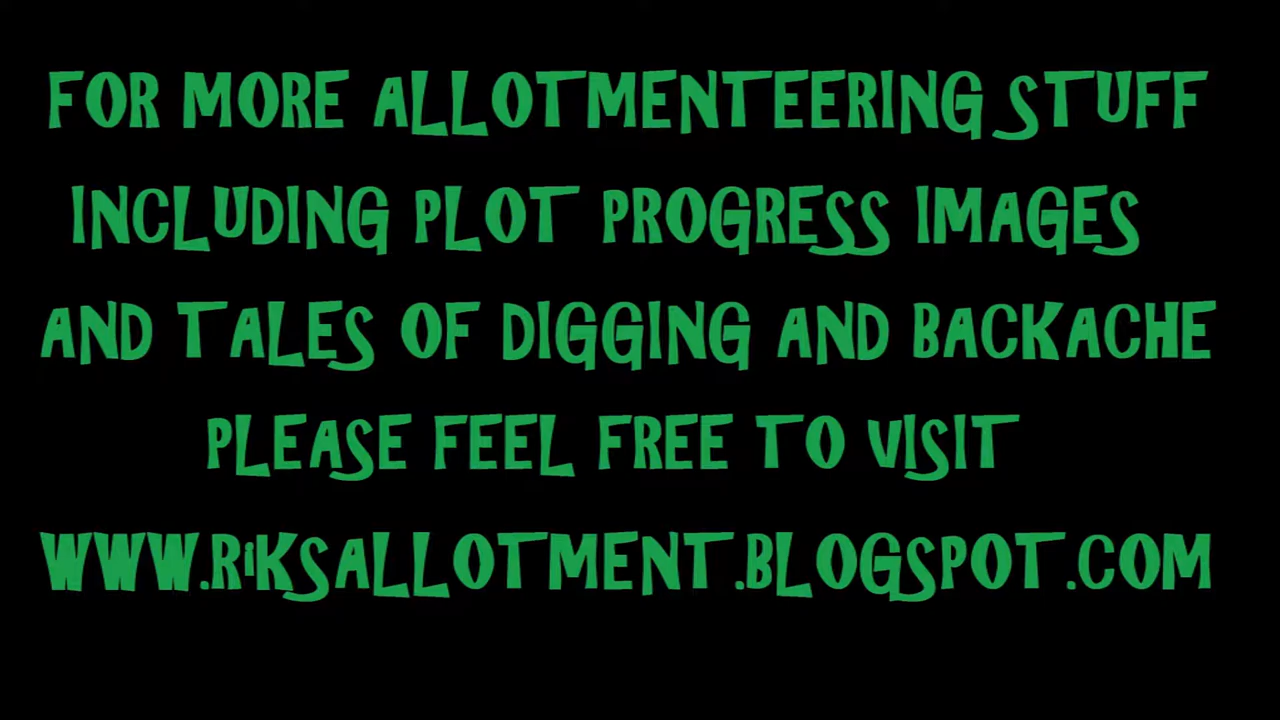 FOR MORE ALLOTMENTEERING STUFF
INCLUDING PLOT PROGRESS IMAGES
AND TALES OF DIGGING AND BACKACHE
PLEASE FEEL FREE TO VISIT
WWW.RiKSALLOTMENT.BLOGSPOT.COM